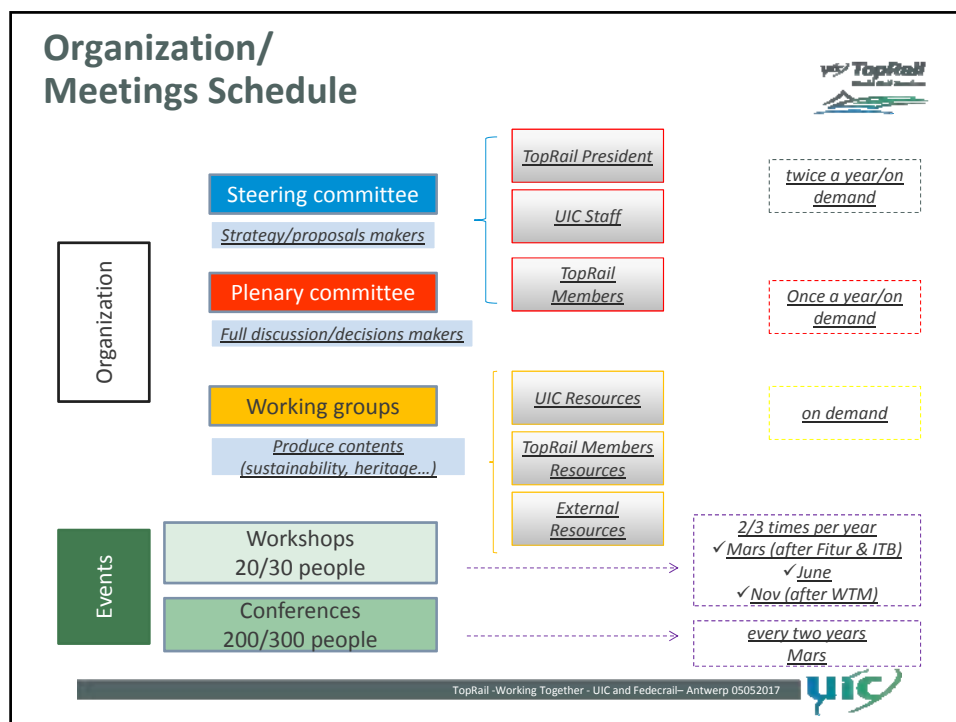 Organization/
Meetings Schedule
TopRail
Organization
Steering committee
Strategy/proposals makers
Plenary committee
Full discussion/decisions makers
Working groups
Produce contents
(sustainability, heritage…)
TopRail President
UIC Staff
TopRail
Members
UIC Resources
TopRail Members
Resources
External
Resources
twice a year/on
demand
Once a year/on
demand
on demand
Events
Workshops
20/30 people
Conferences
200/300 people
2/3 times per year
✓Mars (after Fitur & ITB)
✓June
✓Nov (after WTM)
every two years
Mars
TopRail -Working Together - UIC and Fedecrail– Antwerp 05052017
uic